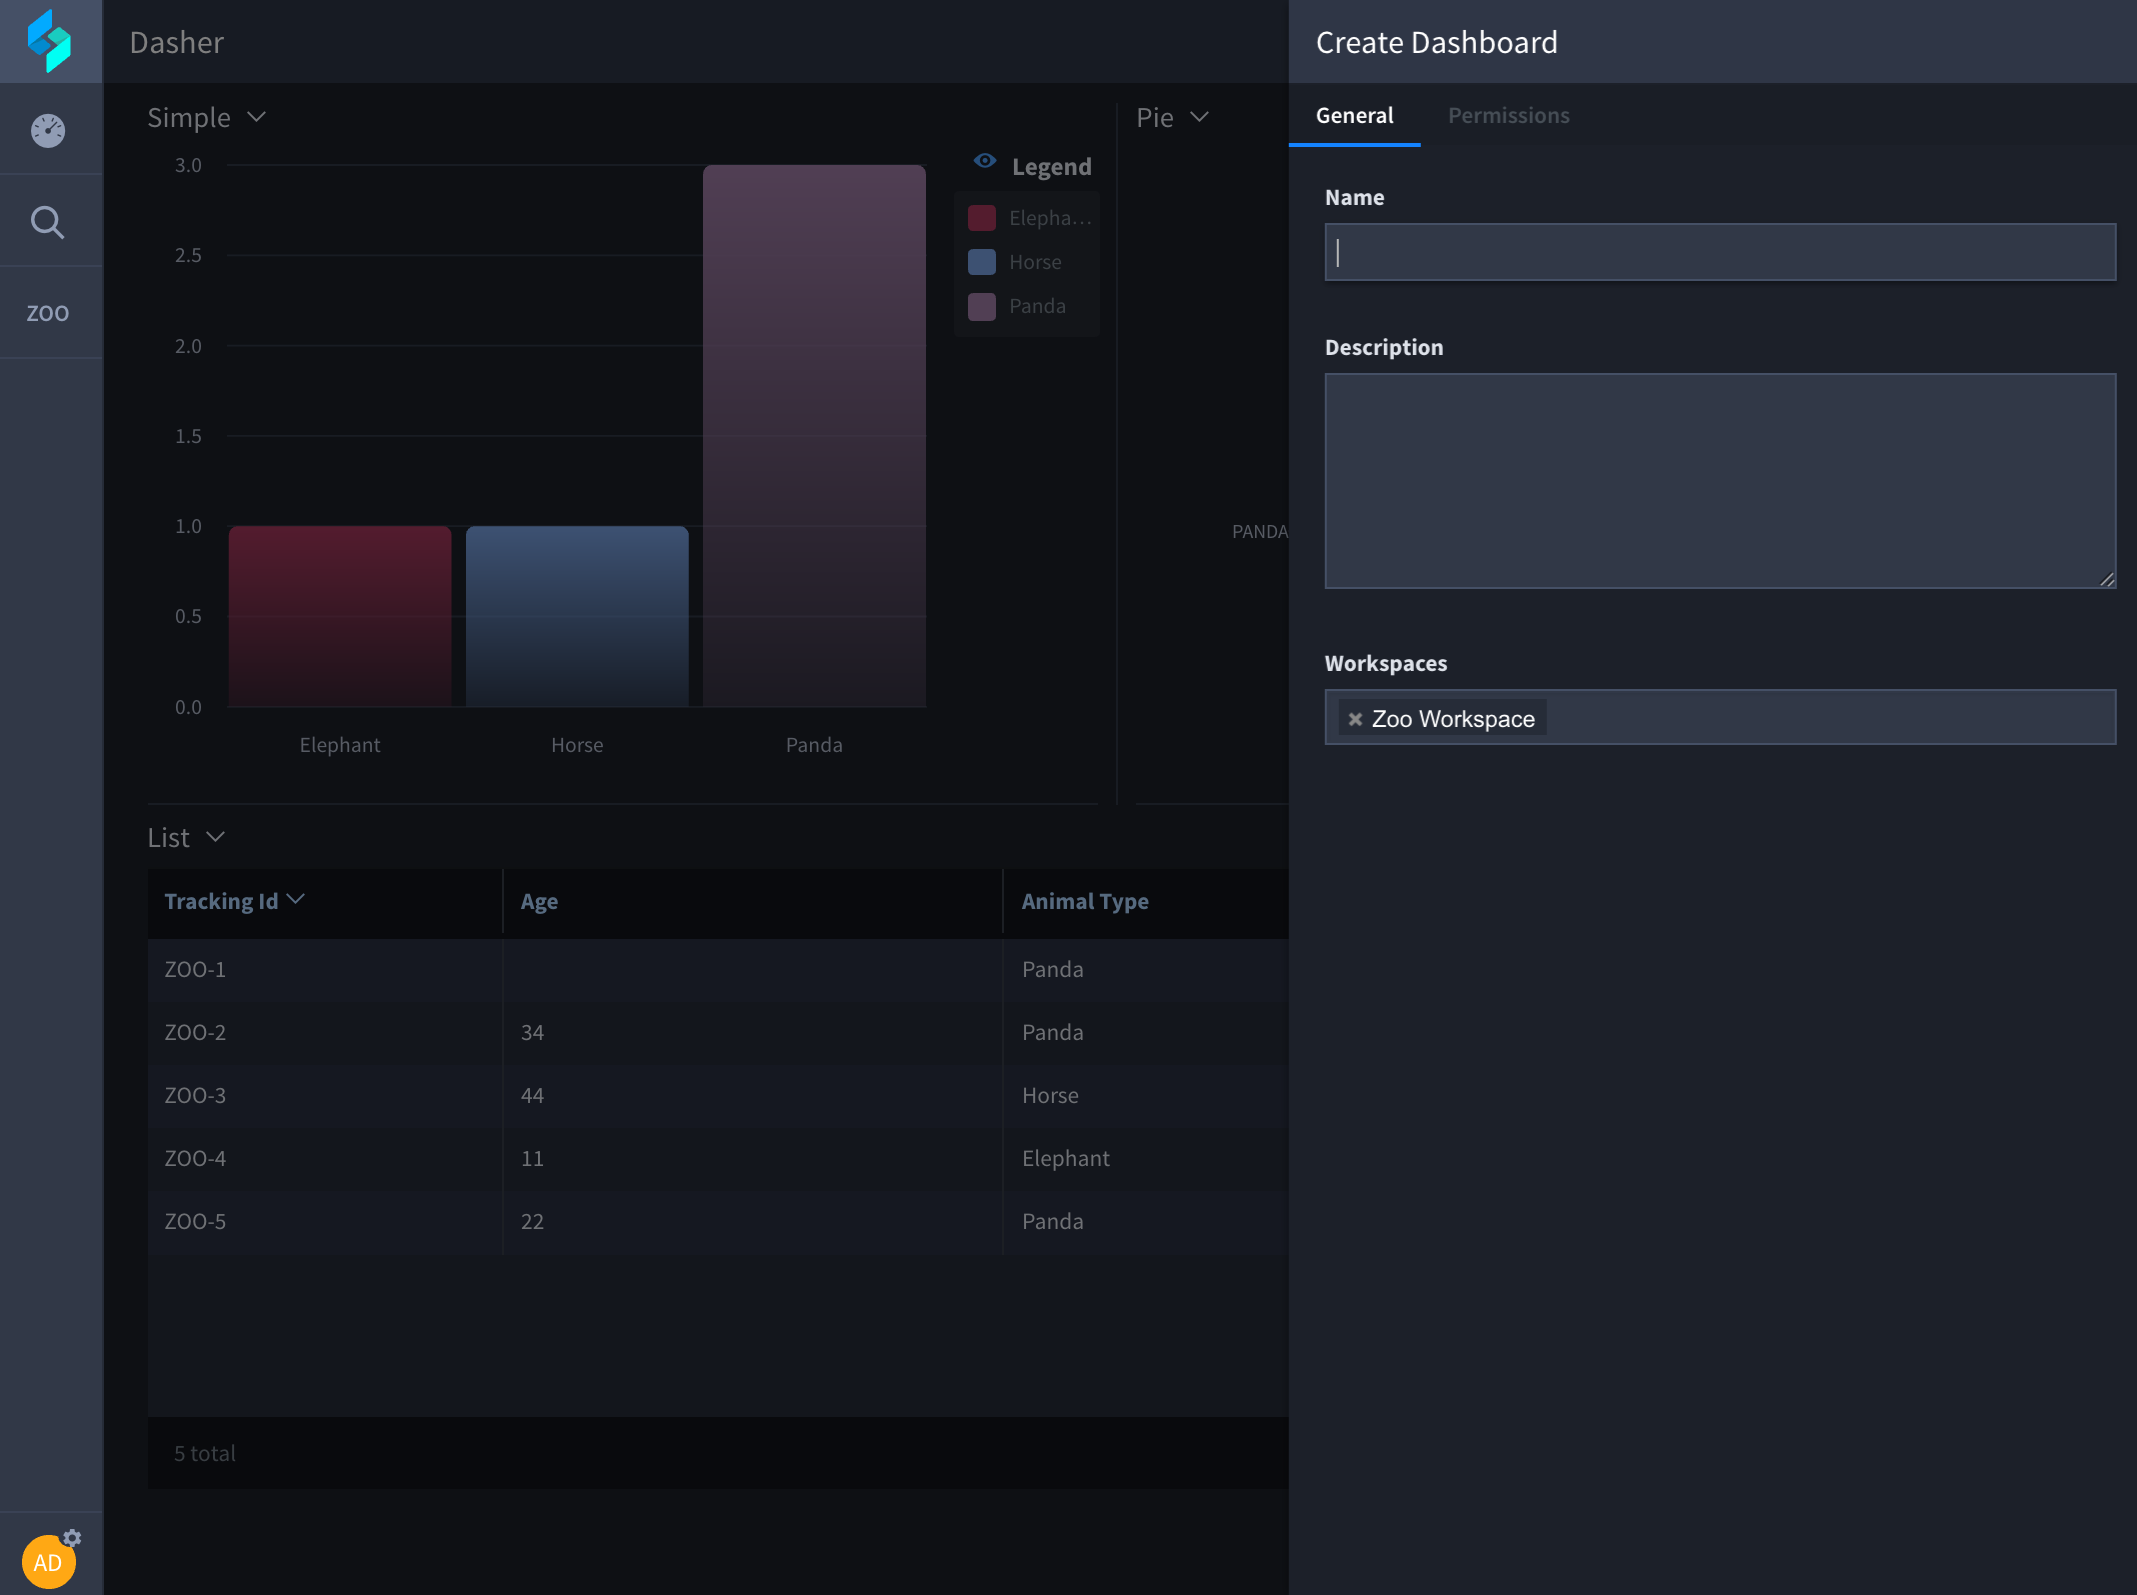 Dasher
Create Dashboard
General
Permissions
ZOO
Simple
3.0
2.5
2.0
1.5
1.0
0.5
0.0
Elephant
Horse
Panda
Legend
Elepha...
Horse
Panda
Pie
PANDA
List
Tracking Id
Age
Animal Type
ZOO-1
Panda
ZOO-2
34
Panda
ZOO-3
44
Horse
ZOO-4
11
Elephant
ZOO-5
22
Panda
5 total
AD
Name
Description
Workspaces
Zoo Workspace